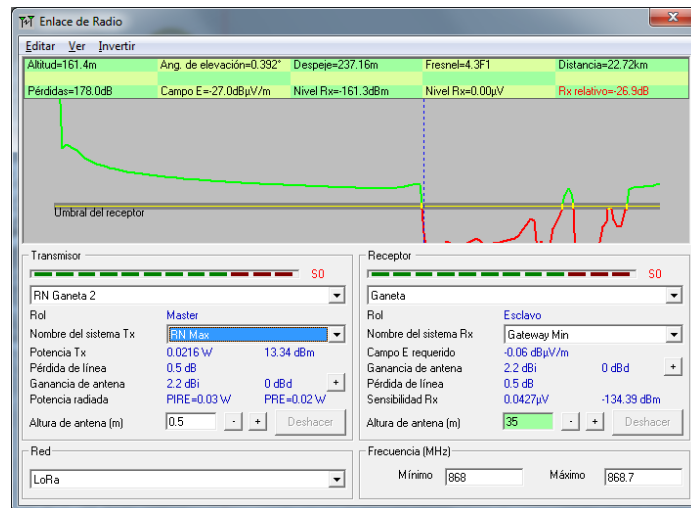 Enlace de Radio
Editar Ver Invertir
Altitud=161.4m Ang. de elevación=0.392° Despeje=237.16m Fresnel=4.3F1 Distancia=22.72km
Pérdidas=178.0dB Campo E=-27.0dBµV/m Nivel Rx=-161.3dBm Nivel Rx=0.00µV Rx relativo=-26.9dB
Umbral del receptor
Transmisor
S0
RN Ganeta 2
Rol Master
Nombre del sistema Tx RN Max
Potencia Tx 0.0216 W 13.34 dBm
Pérdida de línea 0.5 dB
Ganancia de antena 2.2 dBi 0 dBd +
Potencia radiada PIRE=0.03 W PRE=0.02 W
Altura de antena (m) 0.5 - + Deshacer
Red
LoRa
Receptor
S0
Ganeta
Rol Esclavo
Nombre del sistema Rx Gateway Min
Campo E requerido -0.06 dBµV/m
Ganancia de antena 2.2 dBi 0 dBd +
Pérdida de línea 0.5 dB
Sensibilidad Rx 0.0427µV -134.39 dBm
Altura de antena (m) 35 - + Deshacer
Frecuencia (MHz)
Mínimo 868 Máximo 868.7